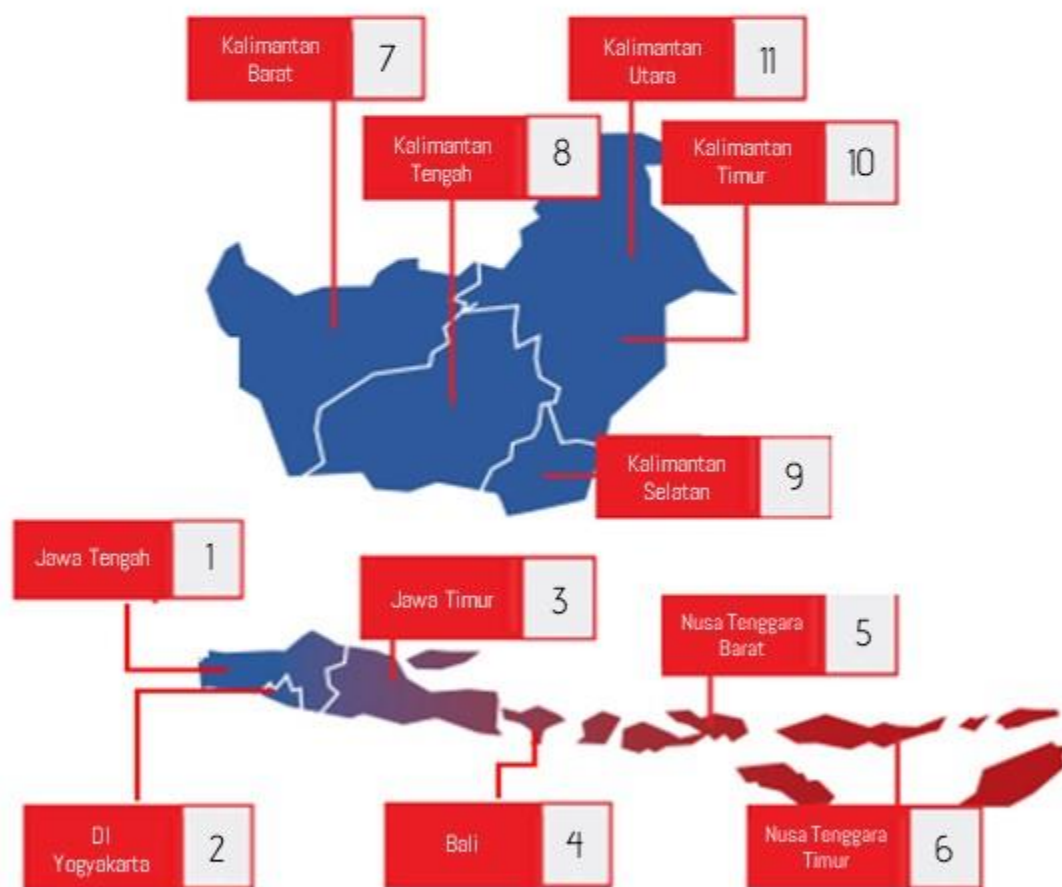 Kalimantan
Barat
7
Kalimantan
Utara
11
Kalimantan
Tengah
8
Kalimantan
Timur
10
Kalimantan
Selatan
9
Jawa Tengah
1
Jawa Timur
3
Nusa Tenggara
Barat
5
DI
Yogyakarta
2
Bali
4
Nusa Tenggara
Timur
6